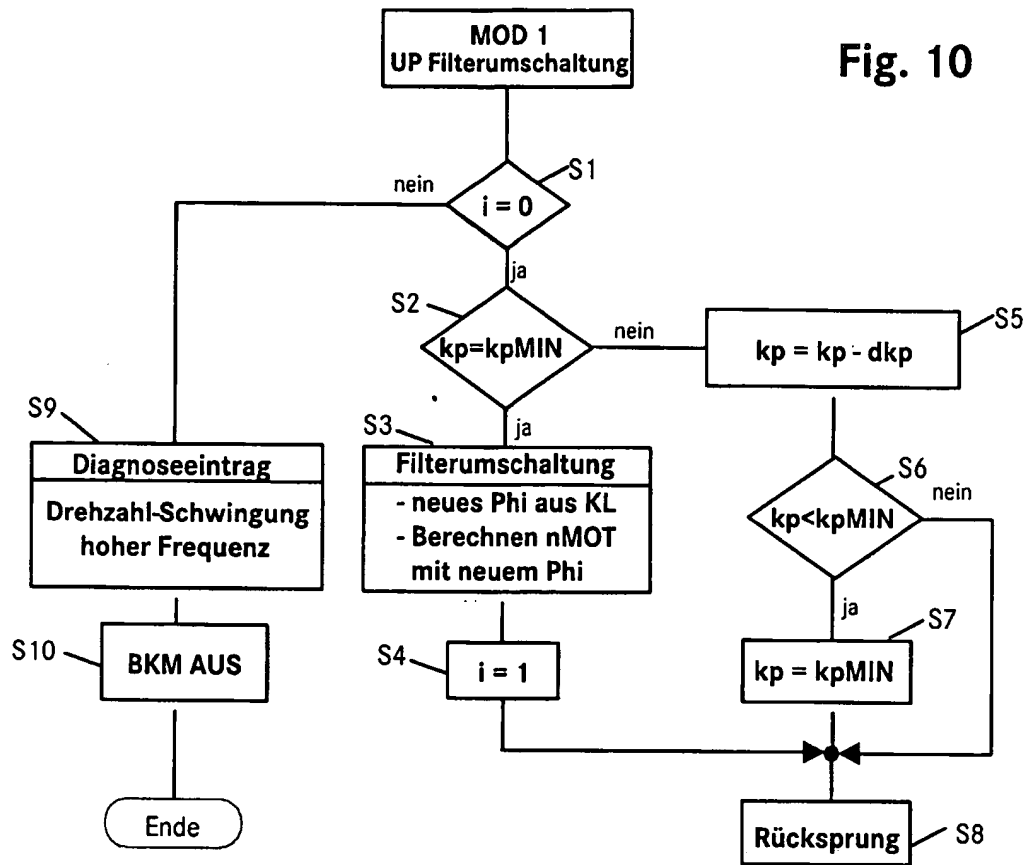 MOD 1
UP Filterumschaltung
Fig. 10
S1
nein
i = 0
ja
S2
kp=kpMIN
nein
S5
kp = kp - dkp
ja
S9
Diagnoseeintrag
Drehzahl-Schwingung
hoher Frequenz
S3
Filterumschaltung
- neues Phi aus KL
- Berechnen nMOT
mit neuem Phi
S6
nein
kp<kpMIN
ja
S10
BKM AUS
S4
i = 1
S7
kp = kpMIN
Ende
Rücksprung
S8